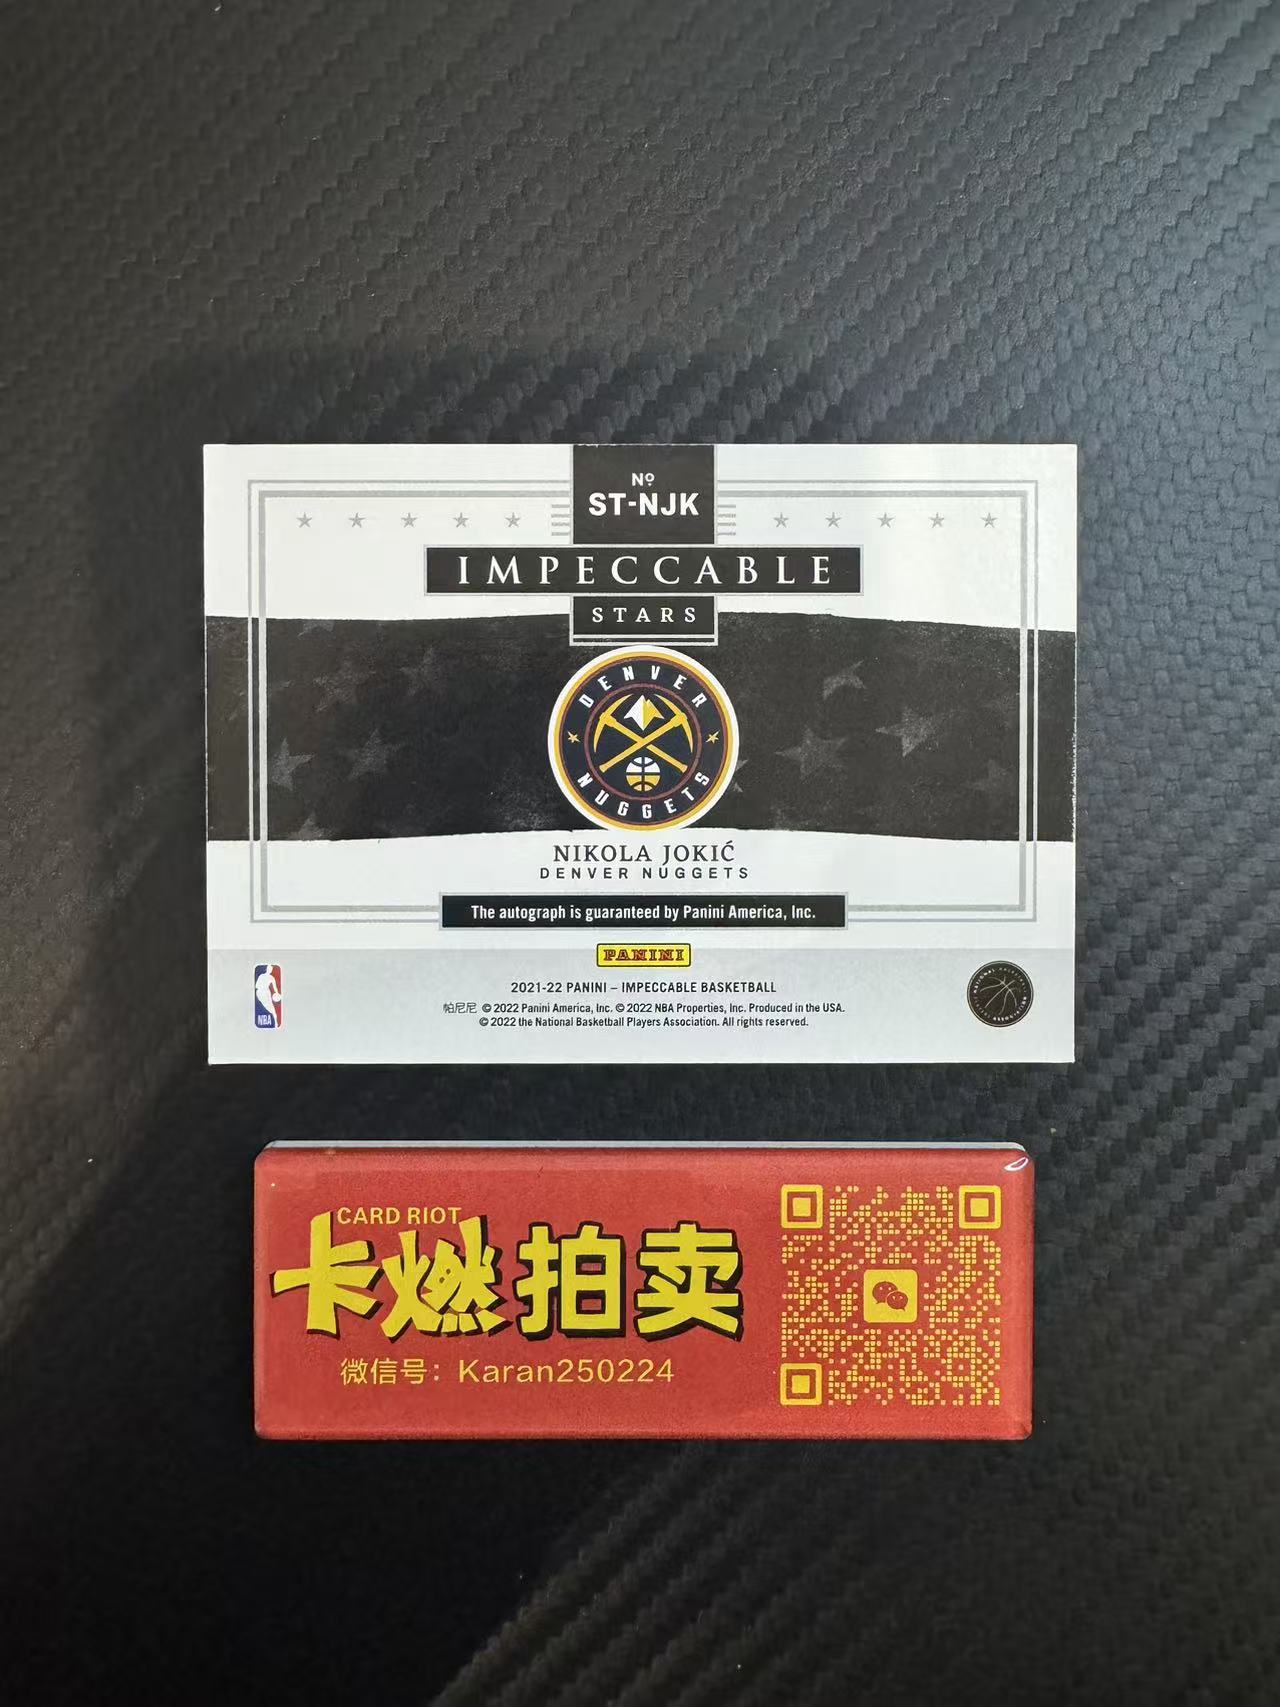 Nº
ST-NJK
IMPECCABLE
STARS
DENVER
NUGGETS
NIKOLA JOKIĆ
DENVER NUGGETS
The autograph is guaranteed by Panini America, Inc.
PANINI
2021-22 PANINI – IMPECCABLE BASKETBALL
帕尼尼 © 2022 Panini America, Inc. © 2022 NBA Properties, Inc. Produced in the USA.
© 2022 the National Basketball Players Association. All rights reserved.
NBA
CARD RIOT
卡燃拍卖
微信号：Karan250224